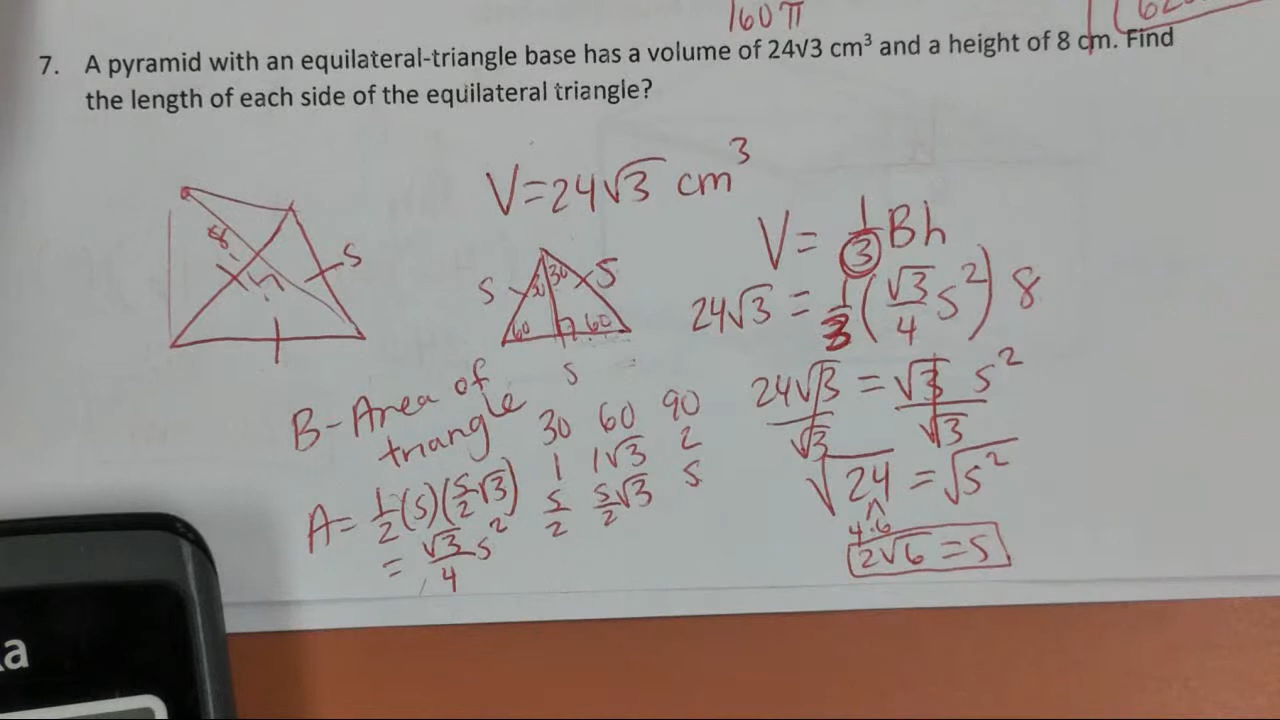 160π
62
7. A pyramid with an equilateral-triangle base has a volume of 24√3 cm³ and a height of 8 cm. Find
the length of each side of the equilateral triangle?
V=24√3 cm³
8
S
S 30 30 S
60 60
S
V= 1/3 Bh
24√3 = 1/3 (√3/4 S²) 8
24√3/√3 = √3 S²/√3
√24 = √S²
4·6
2√6 = S
B-Area of
triangle
30 60 90
1 1√3 2
S/2 S/2√3 S
A= 1/2(S)(S/2√3)
= √3/4 S²
a